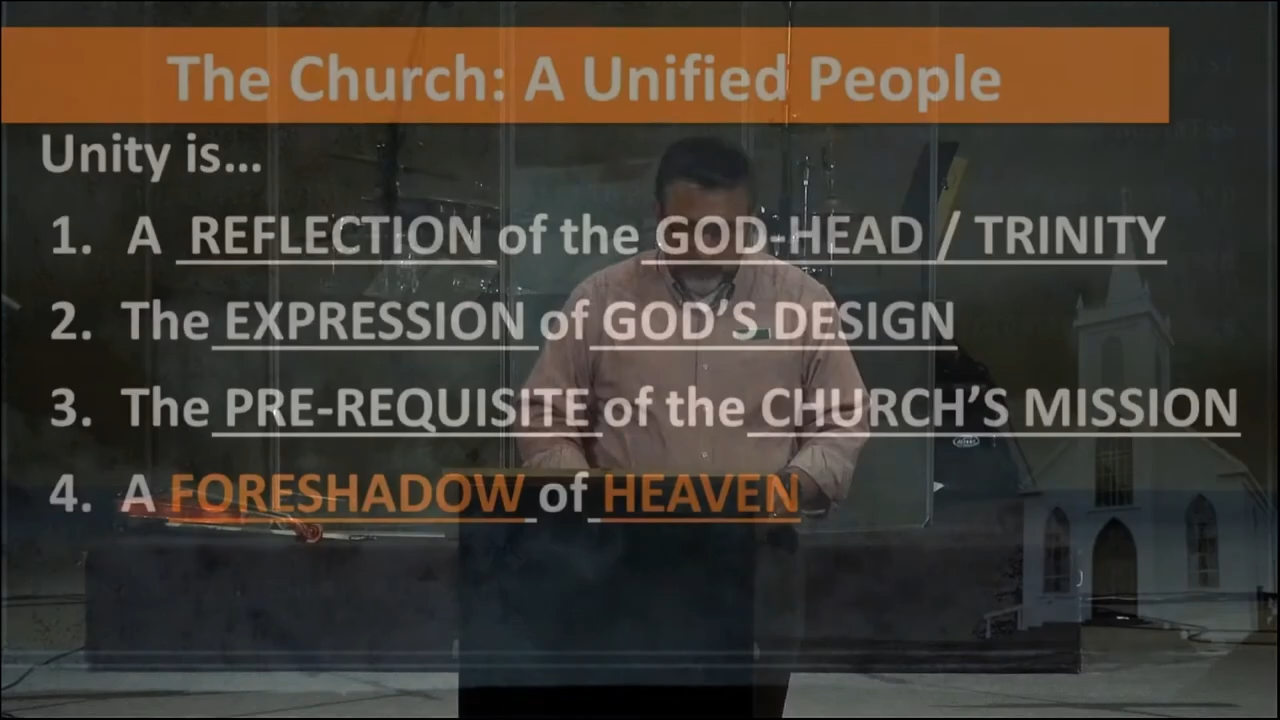 The Church: A Unified People
Unity is…
1. A REFLECTION of the GOD-HEAD / TRINITY
2. The EXPRESSION of GOD’S DESIGN
3. The PRE-REQUISITE of the CHURCH’S MISSION
4. A FORESHADOW of HEAVEN